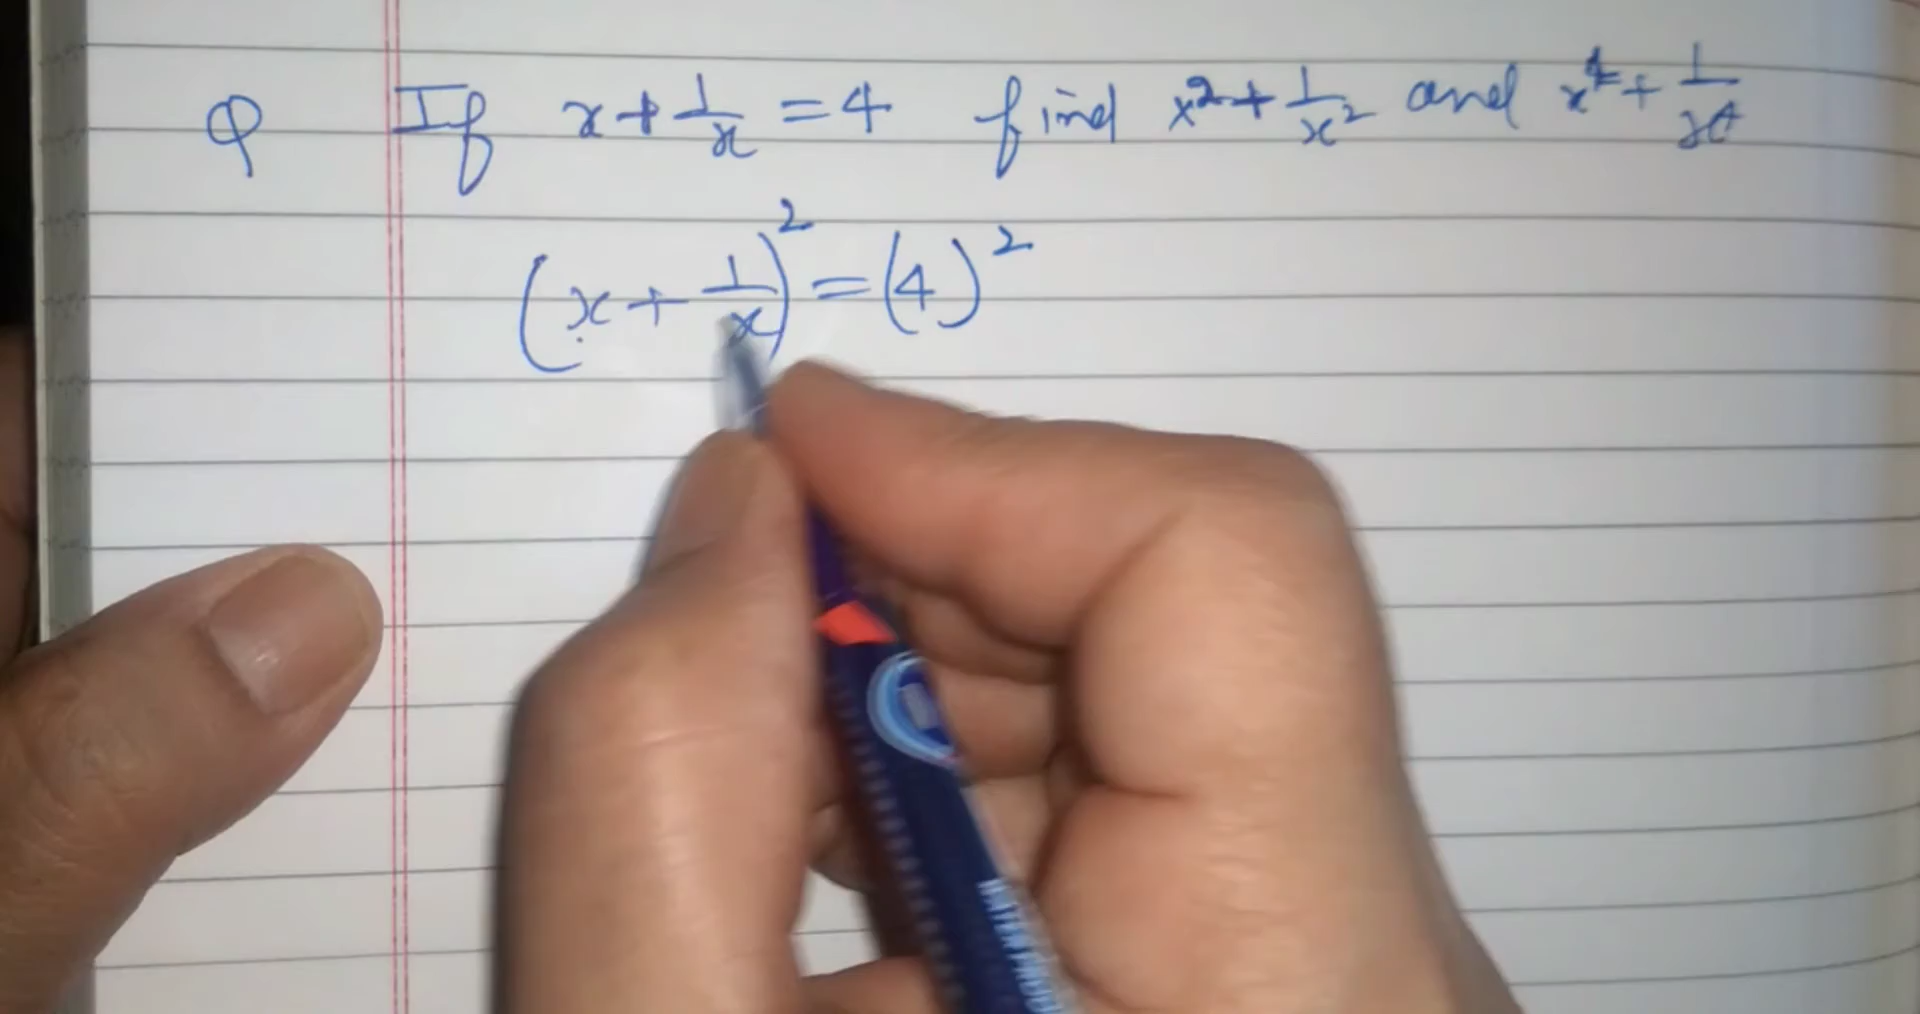 Q If x + 1/x = 4 find x² + 1/x² and x⁴ + 1/x⁴
(x + 1/x)² = (4)²